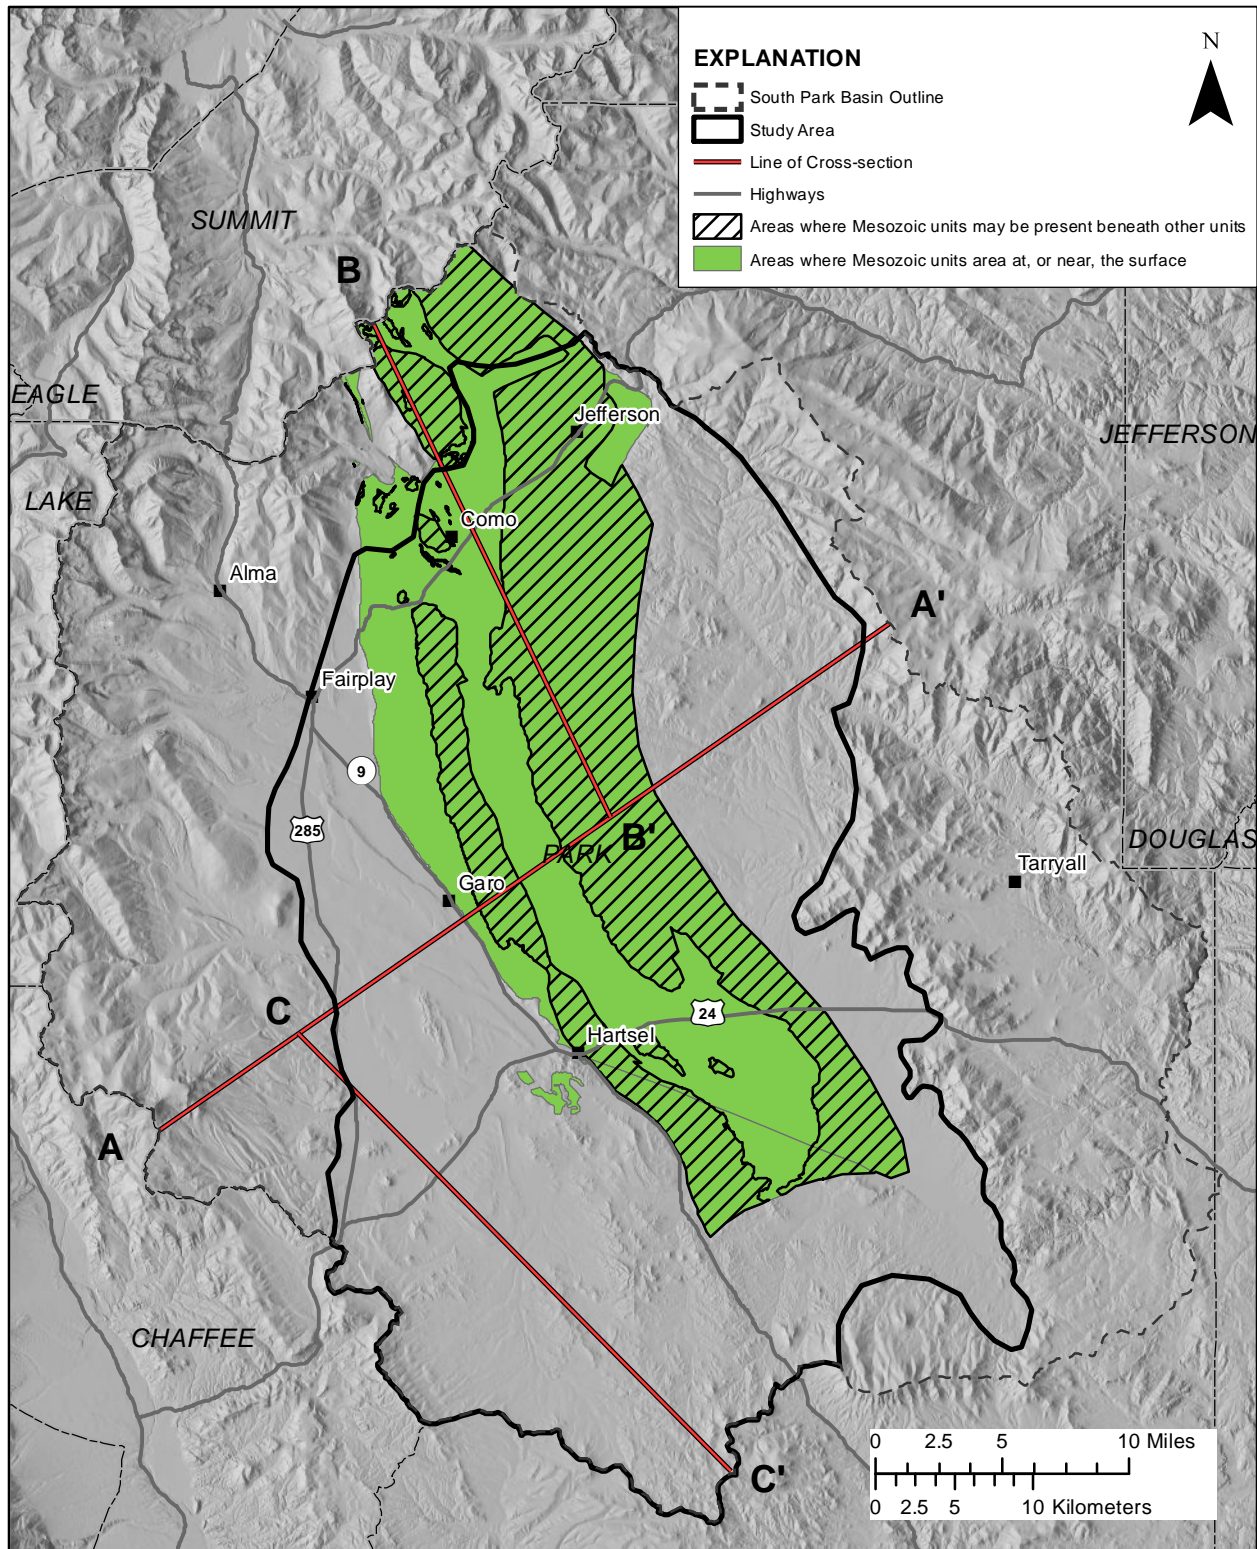 EXPLANATION
N
South Park Basin Outline
Study Area
Line of Cross-section
Highways
Areas where Mesozoic units may be present beneath other units
Areas where Mesozoic units area at, or near, the surface
SUMMIT
B
EAGLE
Jefferson
JEFFERSON
LAKE
Como
Alma
A'
Fairplay
9
285
B'
PARK
DOUGLAS
Tarryall
Garo
C
24
Hartsel
A
CHAFFEE
C'
0 2.5 5 10 Miles
0 2.5 5 10 Kilometers